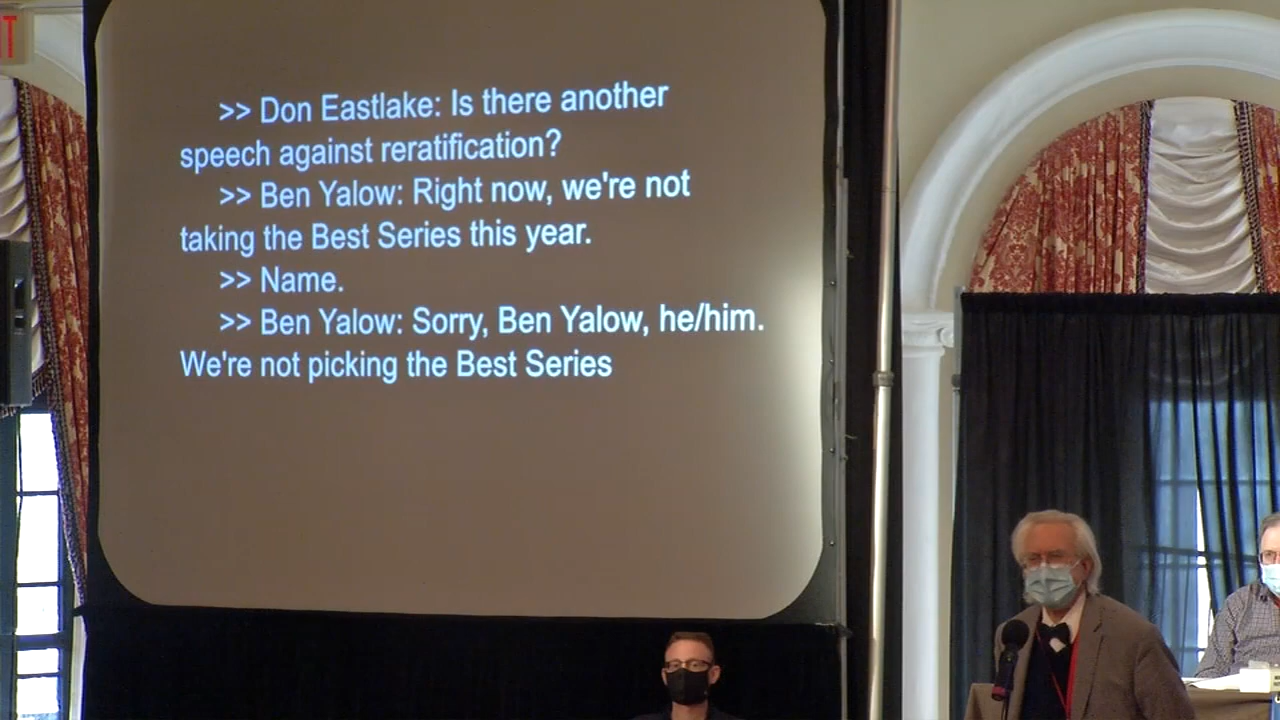 >> Don Eastlake: Is there another
speech against reratification?
>> Ben Yalow: Right now, we're not
taking the Best Series this year.
>> Name.
>> Ben Yalow: Sorry, Ben Yalow, he/him.
We're not picking the Best Series